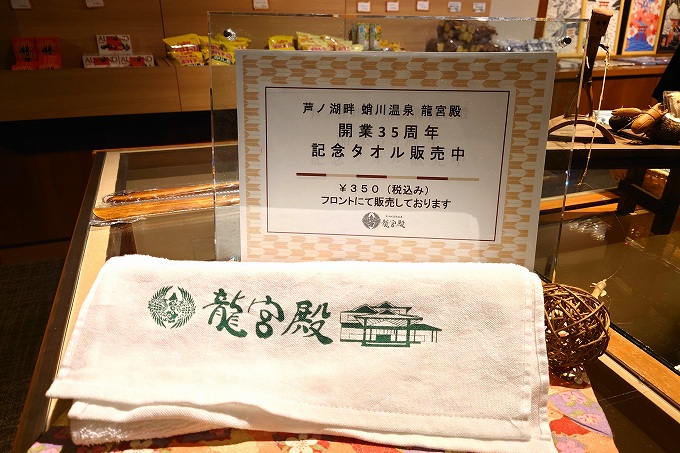 芦ノ湖畔 蛸川温泉 龍宮殿
開業35周年
記念タオル販売中
￥350（税込み）
フロントにて販売しております
龍宮殿
龍宮殿
ALMOND